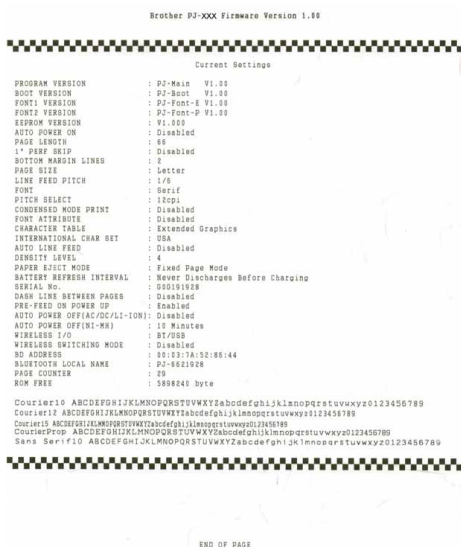 Brother PJ-XXX Firmware Version 1.00
Current Settings
PROGRAM VERSION : PJ-Main V1.00
BOOT VERSION : PJ-Boot V1.00
FONT1 VERSION : PJ-Font-E V1.00
FONT2 VERSION : PJ-Font-P V1.00
EEPROM VERSION : V1.000
AUTO POWER ON : Disabled
PAGE LENGTH : 66
1" PERF SKIP : Disabled
BOTTOM MARGIN LINES : 2
PAGE SIZE : Letter
LINE FEED PITCH : 1/6
FONT : Serif
PITCH SELECT : 12cpi
CONDENSED MODE PRINT : Disabled
FONT ATTRIBUTE : Disabled
CHARACTER TABLE : Extended Graphics
INTERNATIONAL CHAR SET : USA
AUTO LINE FEED : Disabled
DENSITY LEVEL : 4
PAPER EJECT MODE : Fixed Page Mode
BATTERY REFRESH INTERVAL : Never Discharges Before Charging
SERIAL No. : G0G191928
DASH LINE BETWEEN PAGES : Disabled
PRE-FEED ON POWER UP : Enabled
AUTO POWER OFF(AC/DC/LI-ION): Disabled
AUTO POWER OFF(NI-MH) : 10 Minutes
WIRELESS I/O : BT/USB
WIRELESS SWITCHING MODE : Disabled
BD ADDRESS : 00:03:7A:52:86:44
BLUETOOTH LOCAL NAME : PJ-6621928
PAGE COUNTER : 29
ROM FREE : 5898240 byte
Courier10 ABCDEFGHIJKLMNOPQRSTUVWXYZabcdefghijklmnopqrstuvwxyz0123456789
Courier12 ABCDEFGHIJKLMNOPQRSTUVWXYZabcdefghijklmnopqrstuvwxyz0123456789
Courier15 ABCDEFGHIJKLMNOPQRSTUVWXYZabcdefghijklmnopqrstuvwxyz0123456789
CourierProp ABCDEFGHIJKLMNOPQRSTUVWXYZabcdefghijklmnopqrstuvwxyz0123456789
Sans Serif10 ABCDEFGHIJKLMNOPQRSTUVWXYZabcdefghijklmnopqrstuvwxyz0123456789
END OF PAGE